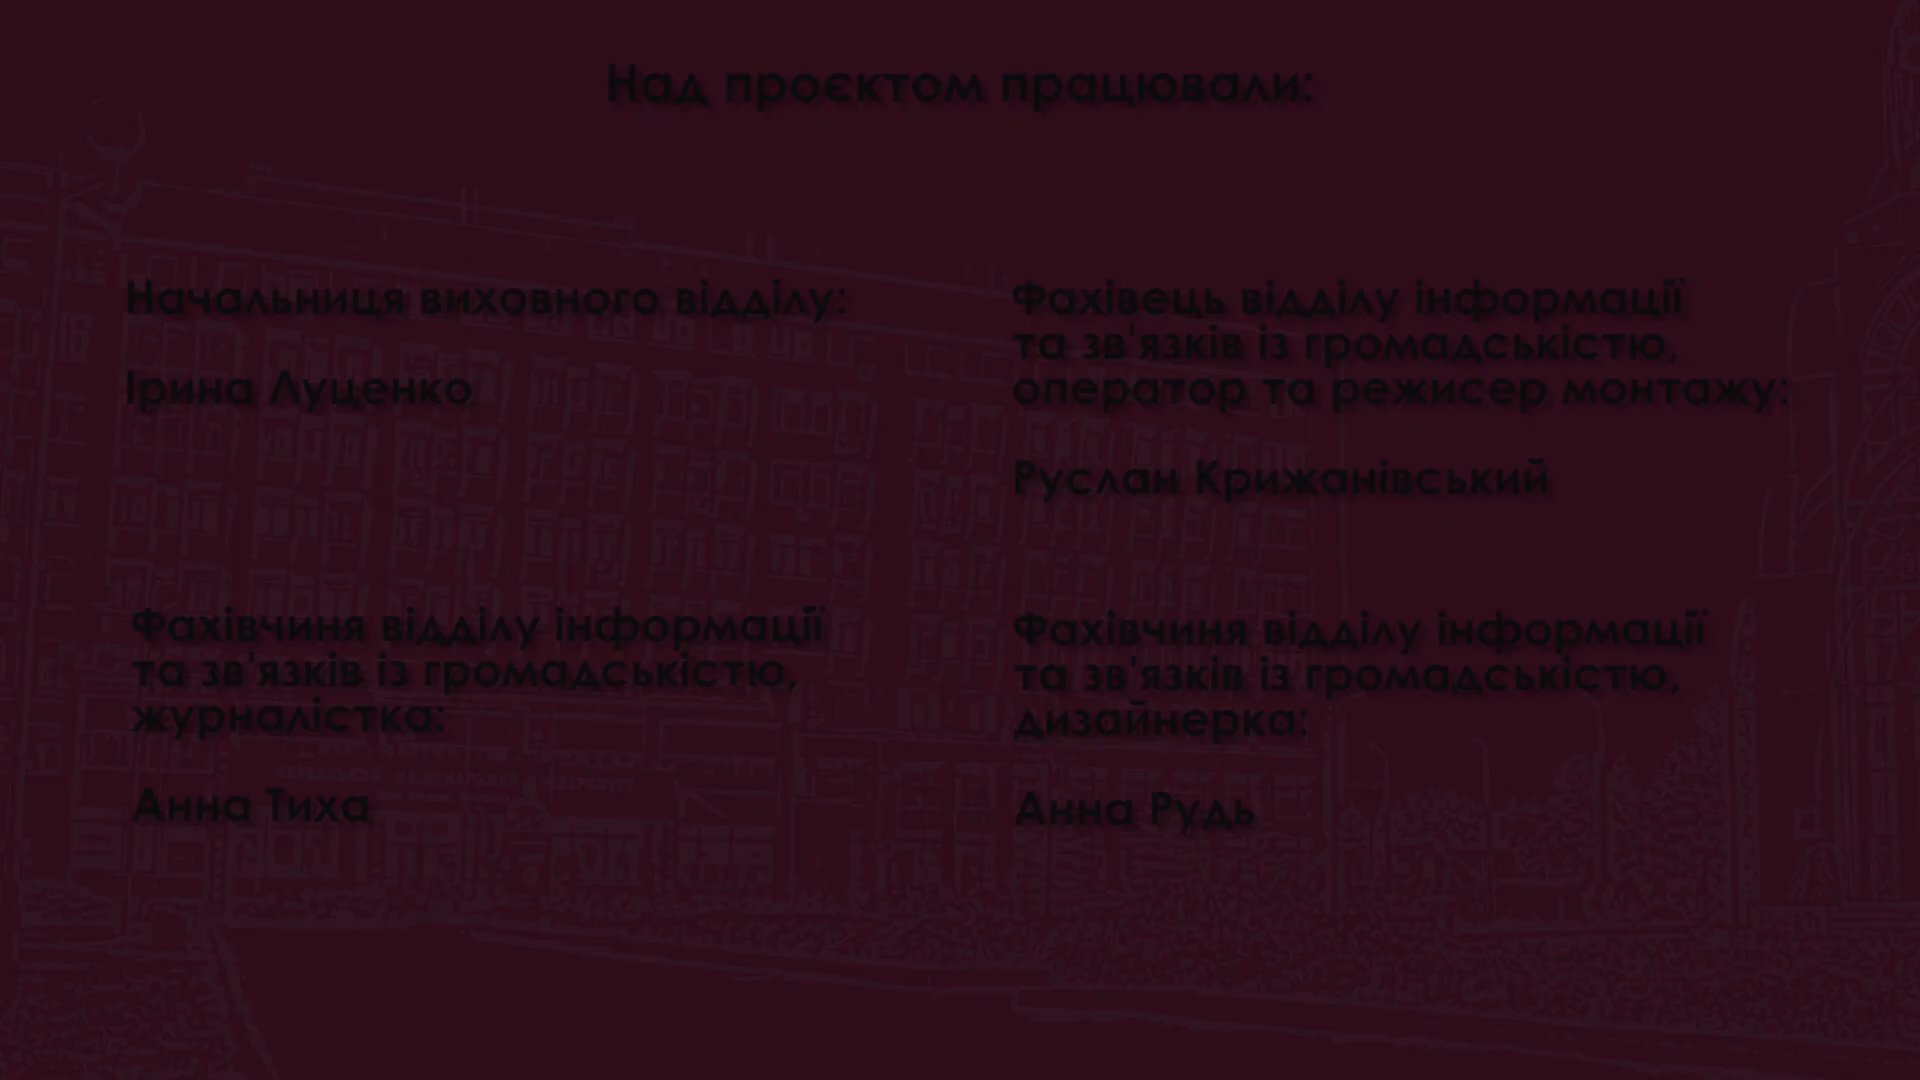 Над проєктом працювали:
Начальниця виховного відділу:
Ірина Луценко
Фахівець відділу інформації
та зв'язків із громадськістю,
оператор та режисер монтажу:
Руслан Крижанівський
Фахівчиня відділу інформації
та зв'язків із громадськістю,
журналістка:
Анна Тиха
Фахівчиня відділу інформації
та зв'язків із громадськістю,
дизайнерка:
Анна Рудь